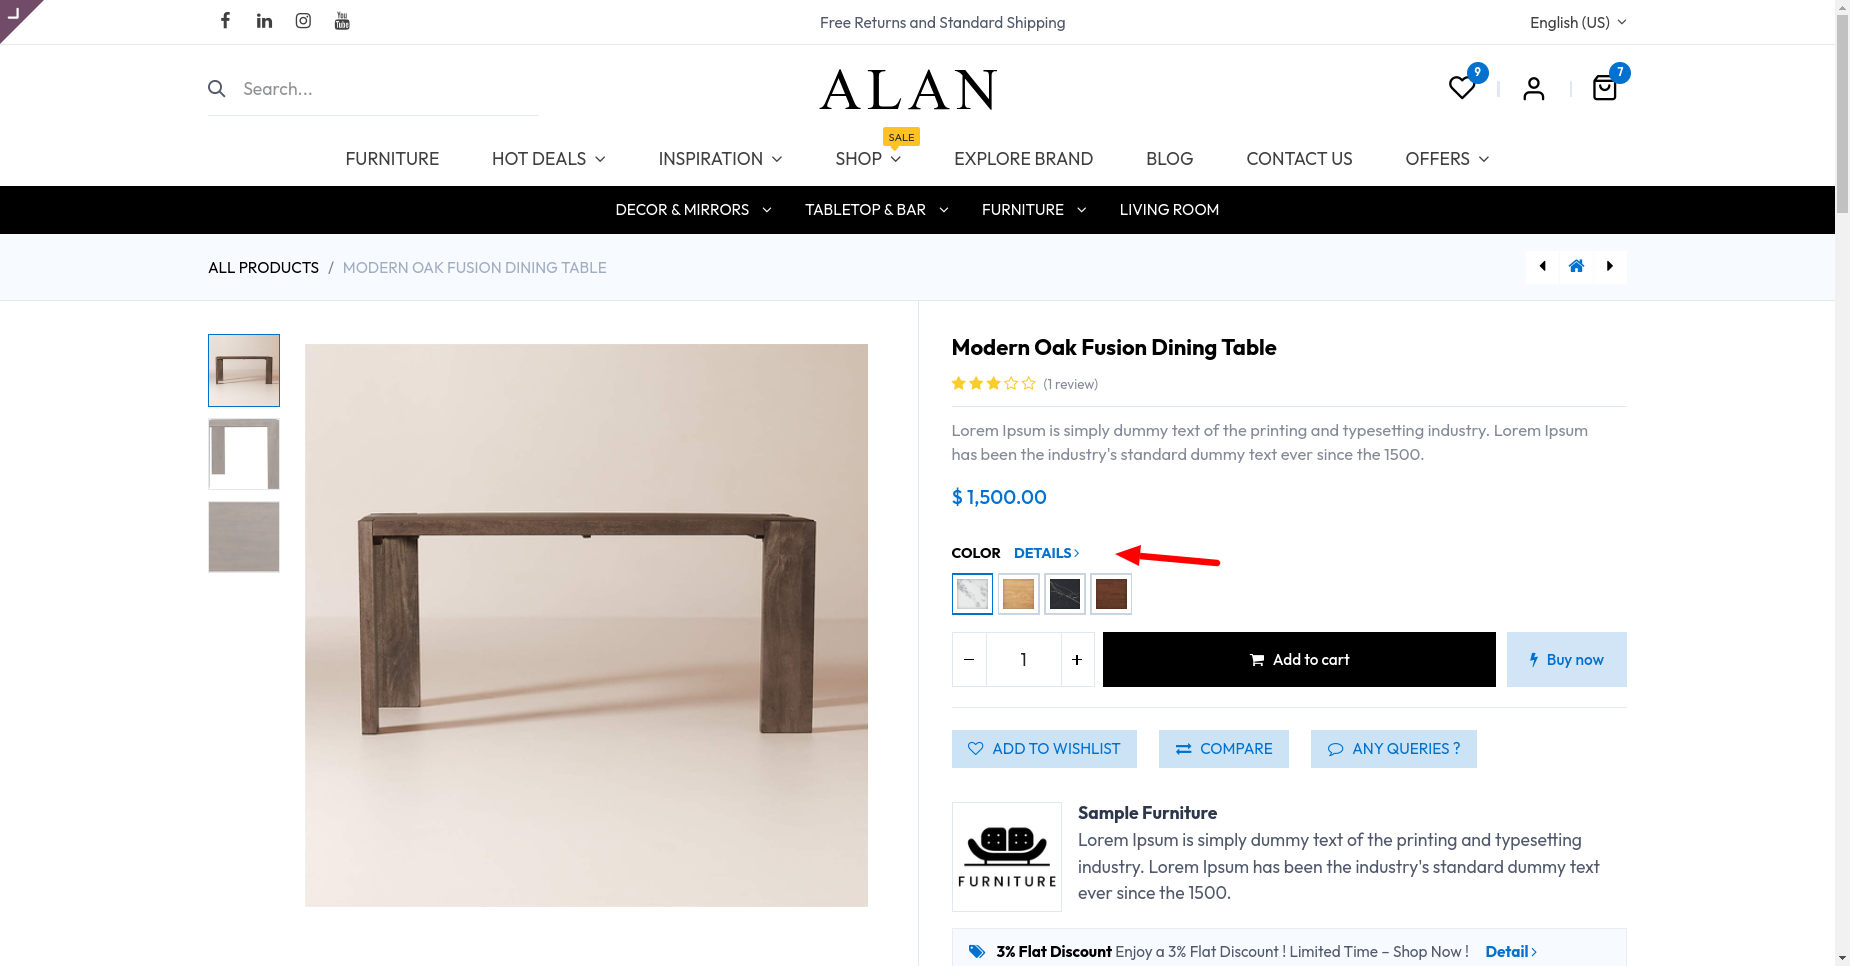 Free Returns and Standard Shipping
English (US)
Search...
ALAN
9
7
SALE
FURNITURE HOT DEALS INSPIRATION SHOP EXPLORE BRAND BLOG CONTACT US OFFERS
DECOR & MIRRORS TABLETOP & BAR FURNITURE LIVING ROOM
ALL PRODUCTS / MODERN OAK FUSION DINING TABLE
Modern Oak Fusion Dining Table
(1 review)
Lorem Ipsum is simply dummy text of the printing and typesetting industry. Lorem Ipsum
has been the industry's standard dummy text ever since the 1500.
$ 1,500.00
COLOR DETAILS
1
Add to cart
Buy now
ADD TO WISHLIST
COMPARE
ANY QUERIES ?
FURNITURE
Sample Furniture
Lorem Ipsum is simply dummy text of the printing and typesetting
industry. Lorem Ipsum has been the industry's standard dummy text
ever since the 1500.
3% Flat Discount Enjoy a 3% Flat Discount ! Limited Time – Shop Now ! Detail